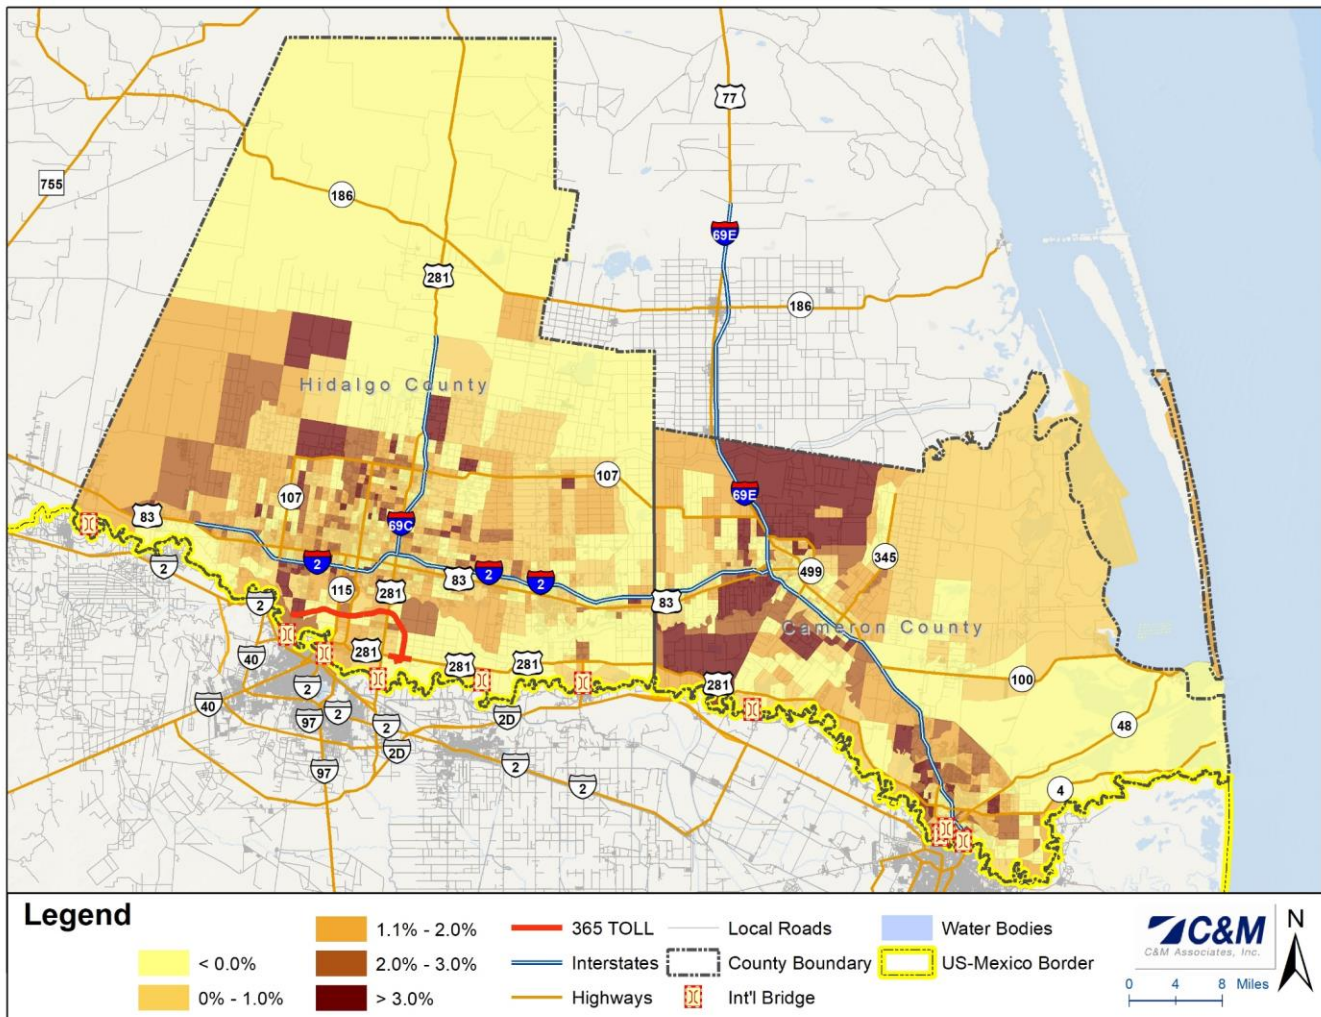 77
755
186
69E
281
186
Hidalgo County
107
107
69E
83
69C
345
2
2
2
83
499
2
115
281
83
2
Cameron County
281
281
281
281
40
100
2
40
97
2
2
2D
48
2D
97
2
2
4
Legend
< 0.0%
0% - 1.0%
1.1% - 2.0%
2.0% - 3.0%
> 3.0%
365 TOLL
Interstates
Highways
Local Roads
County Boundary
Int'l Bridge
Water Bodies
US-Mexico Border
C&M
C&M Associates, Inc.
N
0 4 8 Miles